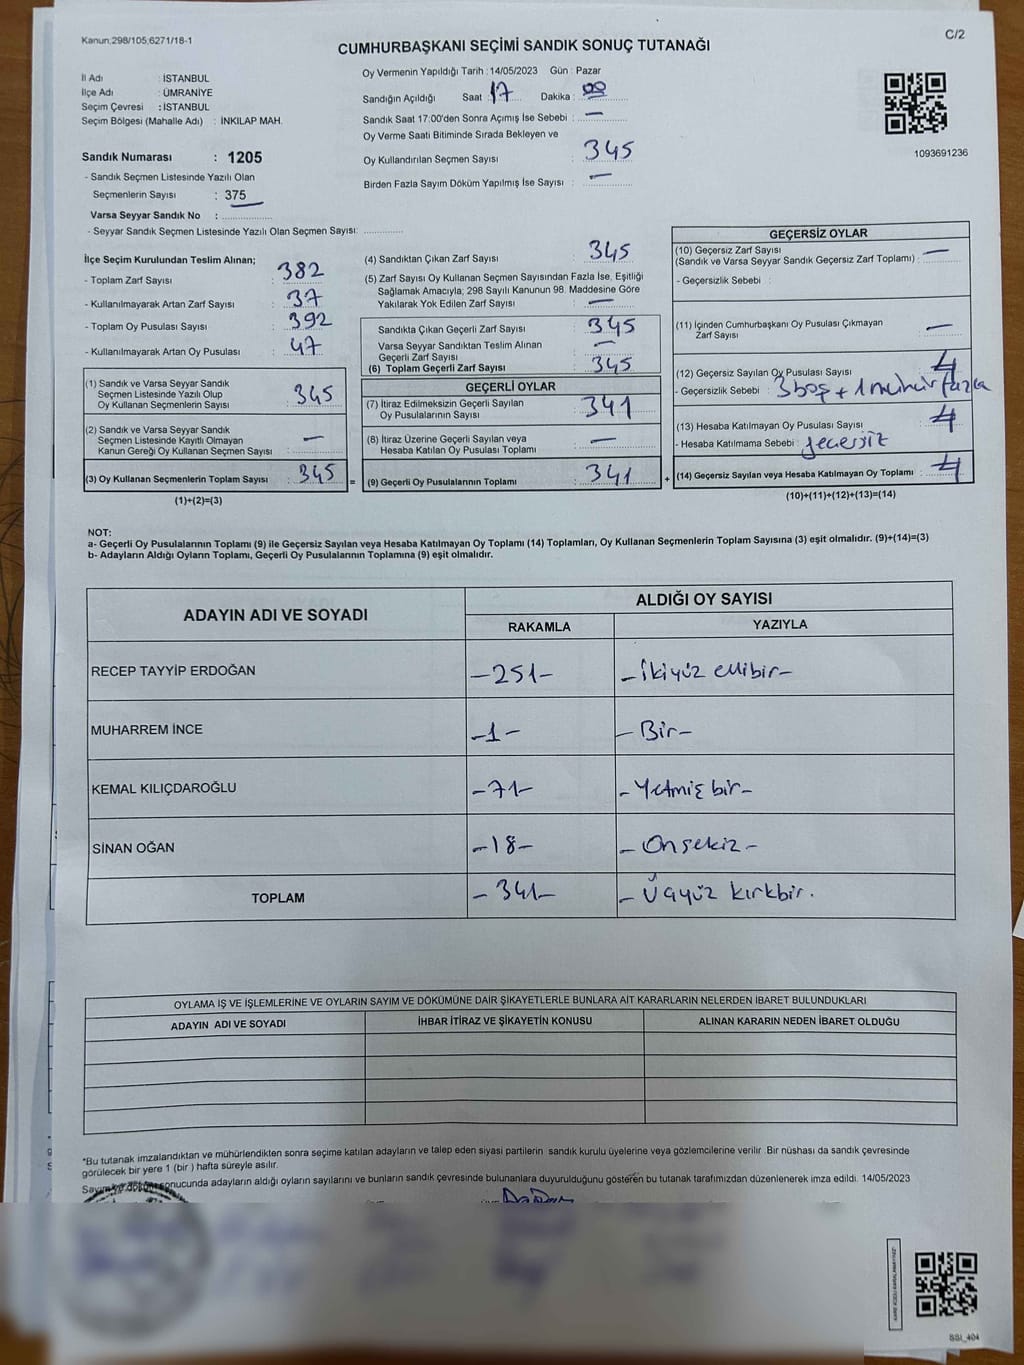 Kanun;298/105;6271/18-1
C/2
CUMHURBAŞKANI SEÇİMİ SANDIK SONUÇ TUTANAĞI
İl Adı : İSTANBUL
İlçe Adı : ÜMRANİYE
Seçim Çevresi : İSTANBUL
Seçim Bölgesi (Mahalle Adı) : İNKILAP MAH.
Sandık Numarası : 1205
- Sandık Seçmen Listesinde Yazılı Olan
Seçmenlerin Sayısı : 375
Varsa Seyyar Sandık No :
- Seyyar Sandık Seçmen Listesinde Yazılı Olan Seçmen Sayısı:
Oy Vermenin Yapıldığı Tarih : 14/05/2023 Gün : Pazar
Sandığın Açıldığı Saat : 17 Dakika : 00
Sandık Saat 17:00'den Sonra Açımış İse Sebebi : —
Oy Verme Saati Bitiminde Sırada Bekleyen ve
Oy Kullandırılan Seçmen Sayısı : 345
Birden Fazla Sayım Döküm Yapılmış İse Sayısı : —
1093691236
İlçe Seçim Kurulundan Teslim Alınan;
- Toplam Zarf Sayısı : 382
- Kullanılmayarak Artan Zarf Sayısı : 37
- Toplam Oy Pusulası Sayısı : 392
- Kullanılmayarak Artan Oy Pusulası : 47
(1) Sandık ve Varsa Seyyar Sandık
Seçmen Listesinde Yazılı Olup
Oy Kullanan Seçmenlerin Sayısı : 345
(2) Sandık ve Varsa Seyyar Sandık
Seçmen Listesinde Kayıtlı Olmayan
Kanun Gereği Oy Kullanan Seçmen Sayısı : —
(3) Oy Kullanan Seçmenlerin Toplam Sayısı : 345 =
(1)+(2)=(3)
(4) Sandıktan Çıkan Zarf Sayısı : 345
(5) Zarf Sayısı Oy Kullanan Seçmen Sayısından Fazla İse, Eşitliği
Sağlamak Amacıyla; 298 Sayılı Kanunun 98. Maddesine Göre
Yakılarak Yok Edilen Zarf Sayısı : —
Sandıkta Çıkan Geçerli Zarf Sayısı : 345
Varsa Seyyar Sandıktan Teslim Alınan
Geçerli Zarf Sayısı : —
(6) Toplam Geçerli Zarf Sayısı : 345
GEÇERLİ OYLAR
(7) İtiraz Edilmeksizin Geçerli Sayılan
Oy Pusulalarının Sayısı : 341
(8) İtiraz Üzerine Geçerli Sayılan veya
Hesaba Katılan Oy Pusulası Toplamı : —
(9) Geçerli Oy Pusulalarının Toplamı : 341 +
GEÇERSİZ OYLAR
(10) Geçersiz Zarf Sayısı
(Sandık ve Varsa Seyyar Sandık Geçersiz Zarf Toplamı) : —
- Geçersizlik Sebebi :
(11) İçinden Cumhurbaşkanı Oy Pusulası Çıkmayan
Zarf Sayısı : —
(12) Geçersiz Sayılan Oy Pusulası Sayısı : 4
- Geçersizlik Sebebi : 3 boş + 1 mühür fazla
(13) Hesaba Katılmayan Oy Pusulası Sayısı : 4
- Hesaba Katılmama Sebebi : geçersiz
(14) Geçersiz Sayılan veya Hesaba Katılmayan Oy Toplamı : 4
(10)+(11)+(12)+(13)=(14)
NOT:
a- Geçerli Oy Pusulalarının Toplamı (9) ile Geçersiz Sayılan veya Hesaba Katılmayan Oy Toplamı (14) Toplamları, Oy Kullanan Seçmenlerin Toplam Sayısına (3) eşit olmalıdır. (9)+(14)=(3)
b- Adayların Aldığı Oyların Toplamı, Geçerli Oy Pusulalarının Toplamına (9) eşit olmalıdır.
ADAYIN ADI VE SOYADI ALDIĞI OY SAYISI
RAKAMLA YAZIYLA
RECEP TAYYİP ERDOĞAN -251- -İkiyüz ellibir-
MUHARREM İNCE -1- -Bir-
KEMAL KILIÇDAROĞLU -71- -Yetmiş bir-
SİNAN OĞAN -18- -Onsekiz-
TOPLAM -341- -Üçyüz kırkbir.
OYLAMA İŞ VE İŞLEMLERİNE VE OYLARIN SAYIM VE DÖKÜMÜNE DAİR ŞİKAYETLERLE BUNLARA AİT KARARLARIN NELERDEN İBARET BULUNDUKLARI
ADAYIN ADI VE SOYADI İHBAR İTİRAZ VE ŞİKAYETİN KONUSU ALINAN KARARIN NEDEN İBARET OLDUĞU
*Bu tutanak imzalandıktan ve mühürlendikten sonra seçime katılan adayların ve talep eden siyasi partilerin sandık kurulu üyelerine veya gözlemcilerine verilir .Bir nüshası da sandık çevresinde
görülecek bir yere 1 (bir ) hafta süreyle asılır.
Sayım ve döküm sonucunda adayların aldığı oyların sayılarını ve bunların sandık çevresinde bulunanlara duyurulduğunu gösteren bu tutanak tarafımızdan düzenlenerek imza edildi. 14/05/2023
SSI_404